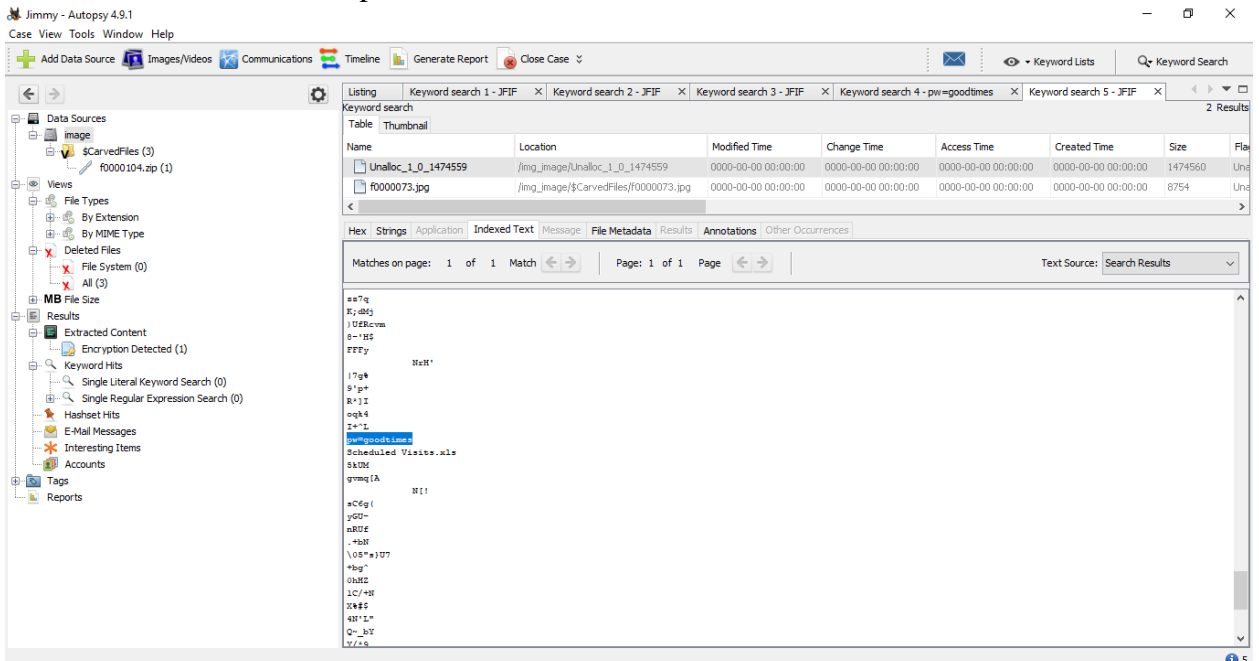 Jimmy - Autopsy 4.9.1
Case View Tools Window Help
Add Data Source Images/Videos Communications Timeline Generate Report Close Case Keyword Lists Keyword Search
Listing Keyword search 1 - JFIF Keyword search 2 - JFIF Keyword search 3 - JFIF Keyword search 4 - pw=goodtimes Keyword search 5 - JFIF
Keyword search 2 Results
Table Thumbnail
Name Location Modified Time Change Time Access Time Created Time Size Flag
Unalloc_1_0_1474559 /img_image/Unalloc_1_0_1474559 0000-00-00 00:00:00 0000-00-00 00:00:00 0000-00-00 00:00:00 0000-00-00 00:00:00 1474560 Una
f0000073.jpg /img_image/$CarvedFiles/f0000073.jpg 0000-00-00 00:00:00 0000-00-00 00:00:00 0000-00-00 00:00:00 0000-00-00 00:00:00 8754 Una
Data Sources
image
$CarvedFiles (3)
f0000104.zip (1)
Views
File Types
By Extension
By MIME Type
Deleted Files
File System (0)
All (3)
MB File Size
Results
Extracted Content
Encryption Detected (1)
Keyword Hits
Single Literal Keyword Search (0)
Single Regular Expression Search (0)
Hashset Hits
E-Mail Messages
Interesting Items
Accounts
Tags
Reports
Hex Strings Application Indexed Text Message File Metadata Results Annotations Other Occurrences
Matches on page: 1 of 1 Match Page: 1 of 1 Page Text Source: Search Results
zs7q
K;dMj
)UfRcvm
8-'H$
FFFy
NrH'
|7g%
9'p+
R*]I
oqk4
I+^L
pw=goodtimes
Scheduled Visits.xls
5kUM
gvmq[A
N[!
sC6g(
yGU-
nRUf
.+bN
\05"s)U7
*bg^
0hHZ
1C/+N
X%#$
4N'L"
Q~_bY
Y/*9
5